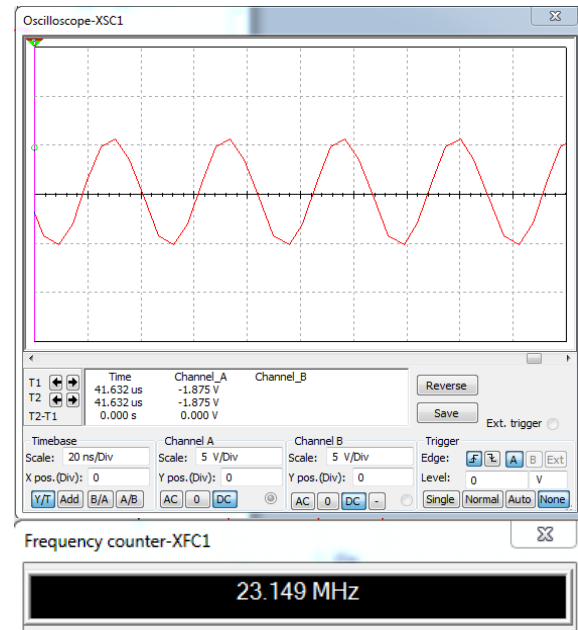 Oscilloscope-XSC1
T1 Time Channel_A Channel_B
41.632 us -1.875 V
T2 41.632 us -1.875 V
T2-T1 0.000 s 0.000 V
Reverse
Save
Ext. trigger
Timebase Channel A Channel B Trigger
Scale: 20 ns/Div Scale: 5 V/Div Scale: 5 V/Div Edge: A B Ext
X pos.(Div): 0 Y pos.(Div): 0 Y pos.(Div): 0 Level: 0 V
Y/T Add B/A A/B AC 0 DC AC 0 DC - Single Normal Auto None
Frequency counter-XFC1
23.149 MHz